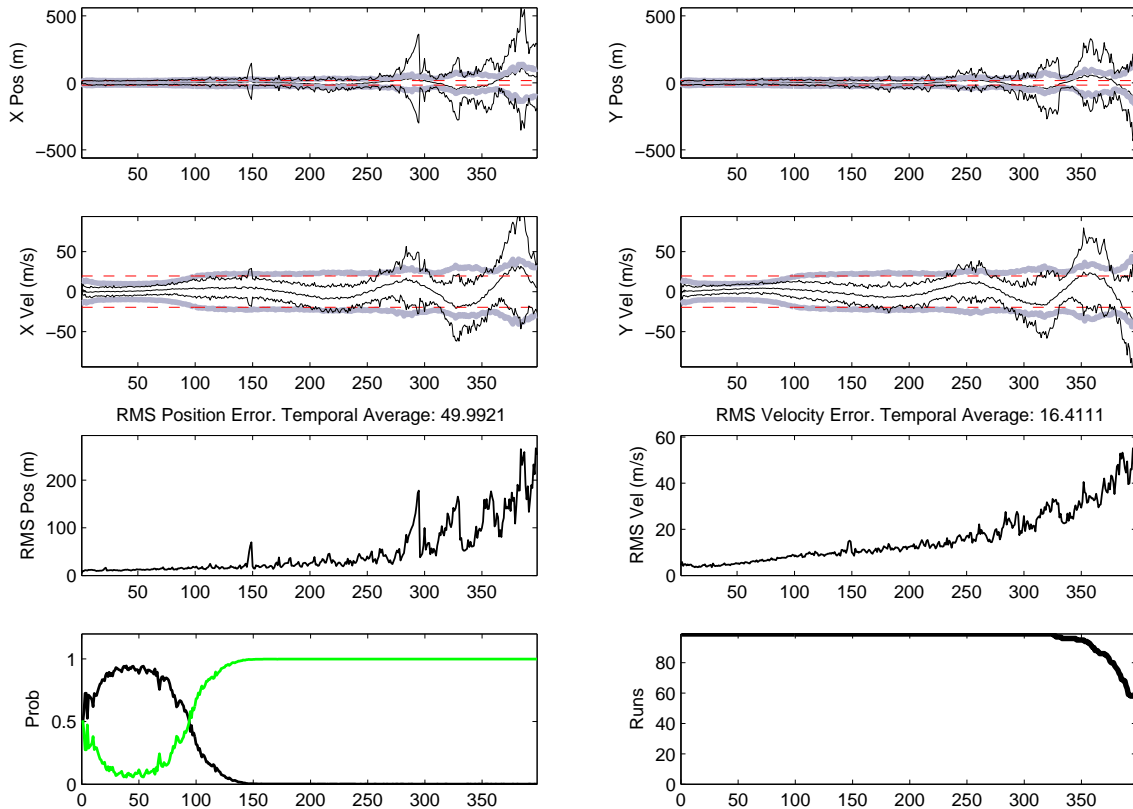 500
0
−500
X Pos (m)
50 100 150 200 250 300 350
500
0
−500
Y Pos (m)
50 100 150 200 250 300 350
50
0
−50
X Vel (m/s)
50 100 150 200 250 300 350
50
0
−50
Y Vel (m/s)
50 100 150 200 250 300 350
RMS Position Error. Temporal Average: 49.9921
200
100
0
RMS Pos (m)
50 100 150 200 250 300 350
RMS Velocity Error. Temporal Average: 16.4111
60
40
20
0
RMS Vel (m/s)
50 100 150 200 250 300 350
1
0.5
0
Prob
0 50 100 150 200 250 300 350
80
60
40
20
0
Runs
0 50 100 150 200 250 300 350